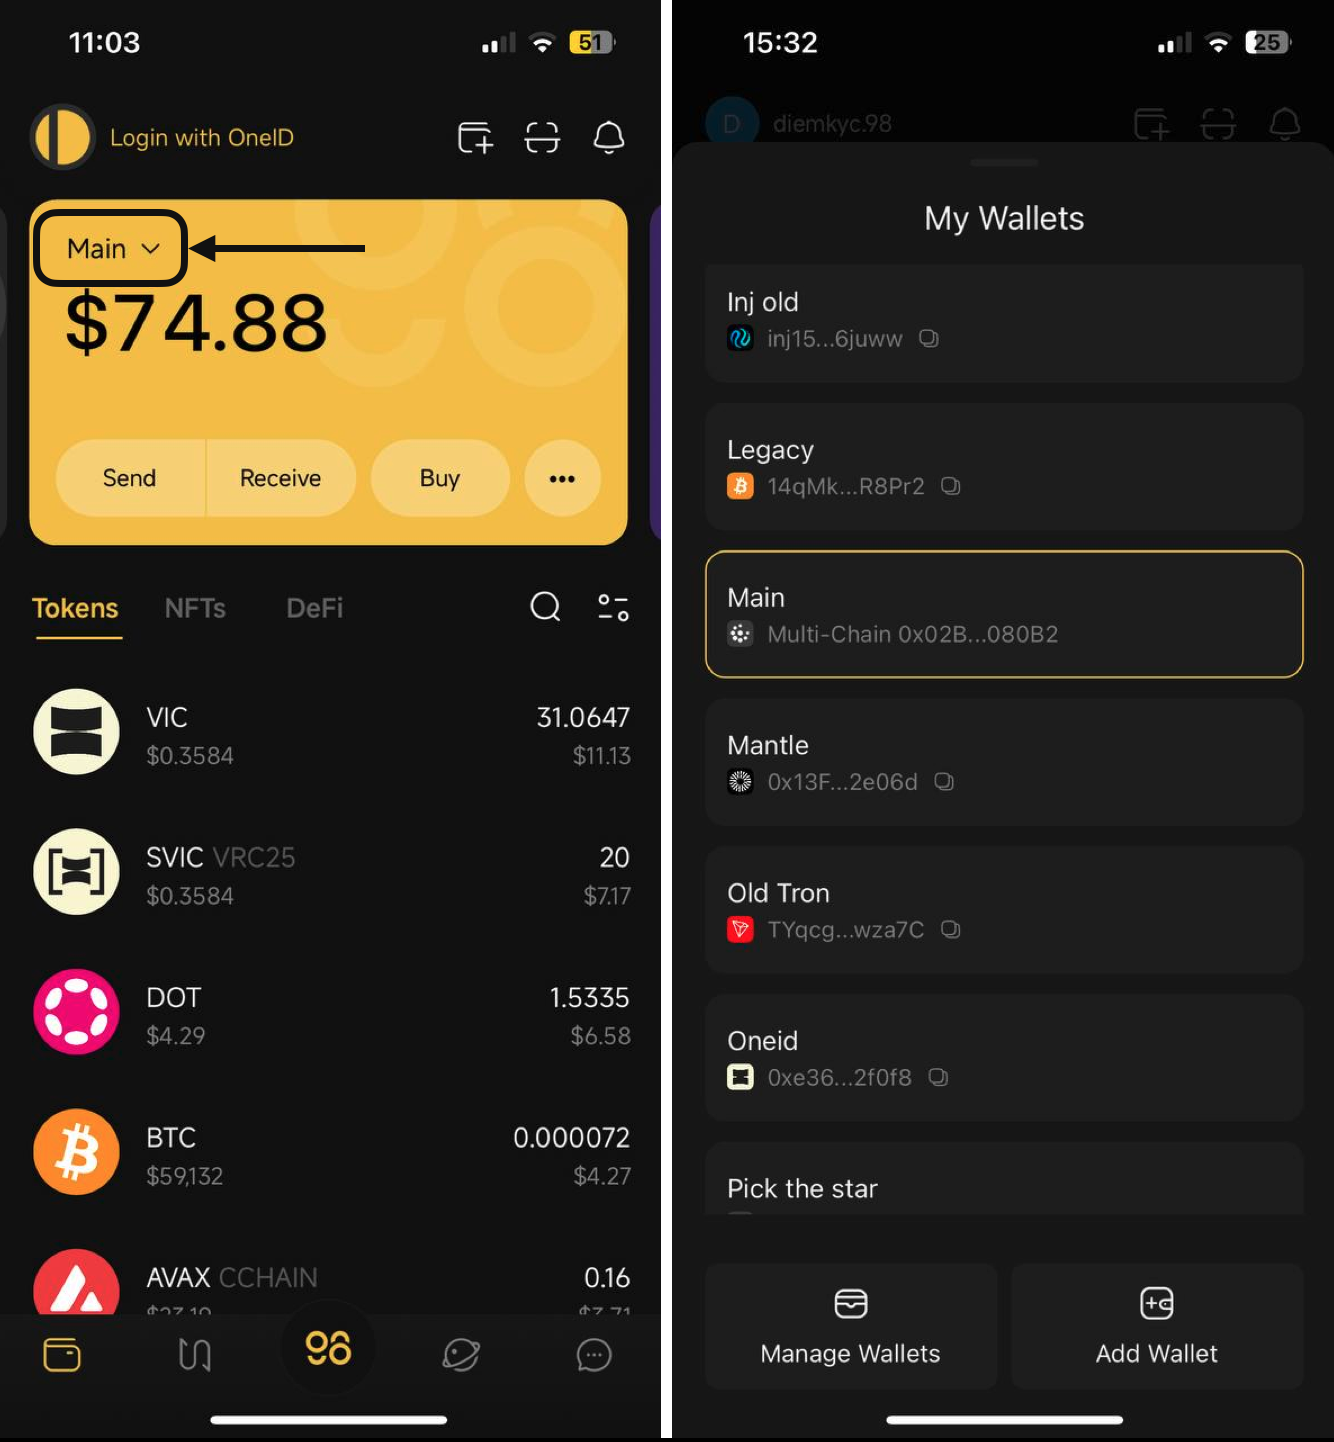 11:03
51
Login with OneID
Main
$74.88
Send
Receive
Buy
Tokens
NFTs
DeFi
VIC
31.0647
$0.3584
$11.13
SVIC VRC25
20
$0.3584
$7.17
DOT
1.5335
$4.29
$6.58
BTC
0.000072
$59,132
$4.27
AVAX CCHAIN
0.16
15:32
25
D
diemkyc.98
My Wallets
Inj old
inj15...6juww
Legacy
14qMk...R8Pr2
Main
Multi-Chain 0x02B...080B2
Mantle
0x13F...2e06d
Old Tron
TYqcg...wza7C
Oneid
0xe36...2f0f8
Pick the star
Manage Wallets
Add Wallet